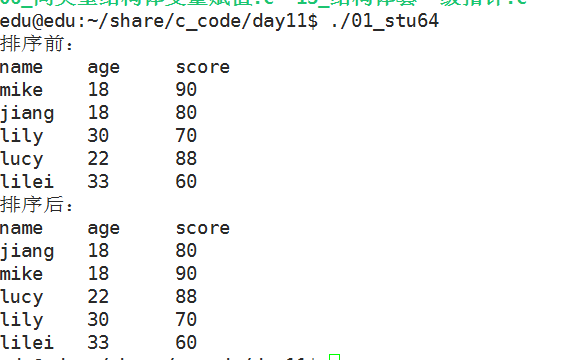 edu@edu:~/share/c_code/day11$ ./01_stu64
排序前：
name age score
mike 18 90
jiang 18 80
lily 30 70
lucy 22 88
lilei 33 60
排序后：
name age score
jiang 18 80
mike 18 90
lucy 22 88
lily 30 70
lilei 33 60